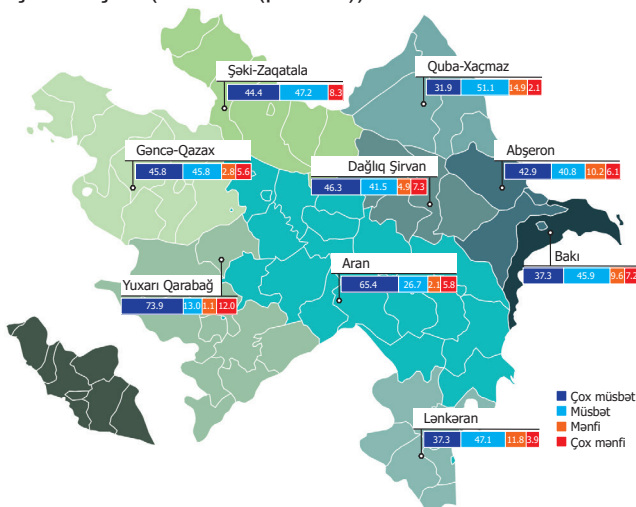 Şəki-Zaqatala
44.4 47.2 8.3
Quba-Xaçmaz
31.9 51.1 14.9 2.1
Gəncə-Qazax
45.8 45.8 2.8 5.6
Dağlıq Şirvan
46.3 41.5 4.9 7.3
Abşeron
42.9 40.8 10.2 6.1
Bakı
37.3 45.9 9.6 7.2
Aran
65.4 26.7 2.1 5.8
Yuxarı Qarabağ
73.9 13.0 1.1 12.0
Lənkəran
37.3 47.1 11.8 3.9
Çox müsbət
Müsbət
Mənfi
Çox mənfi